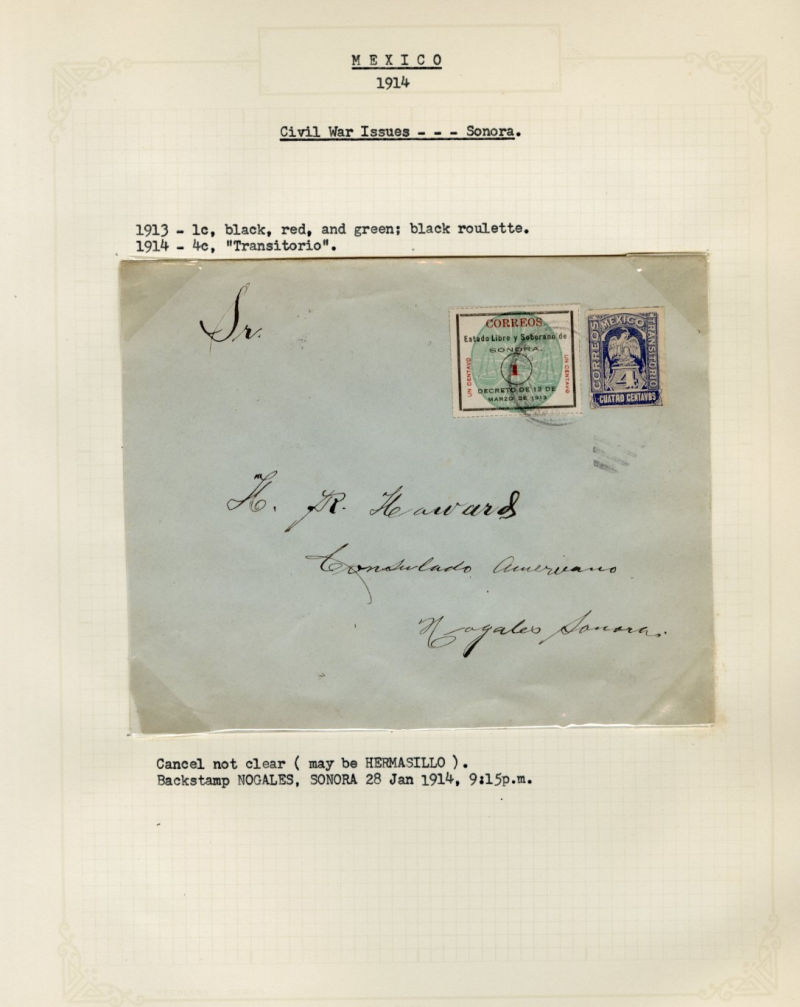 M E X I C O
1914
Civil War Issues - - - Sonora.
1913 - 1c, black, red, and green; black roulette.
1914 - 4c, "Transitorio".
Sr.
CORREOS
Estado Libre y Soberano de
SONORA.
UN CENTAVO
1
UN CENTAVO
DECRETO DE 12 DE
MARZO DE 1913
CORREOS
MEXICO
TRANSITORIO
4
CUATRO CENTAVOS
H. R. Howard
Consulado Americano
Nogales Sonora.
Cancel not clear ( may be HERMASILLO ).
Backstamp NOGALES, SONORA 28 Jan 1914, 9:15p.m.